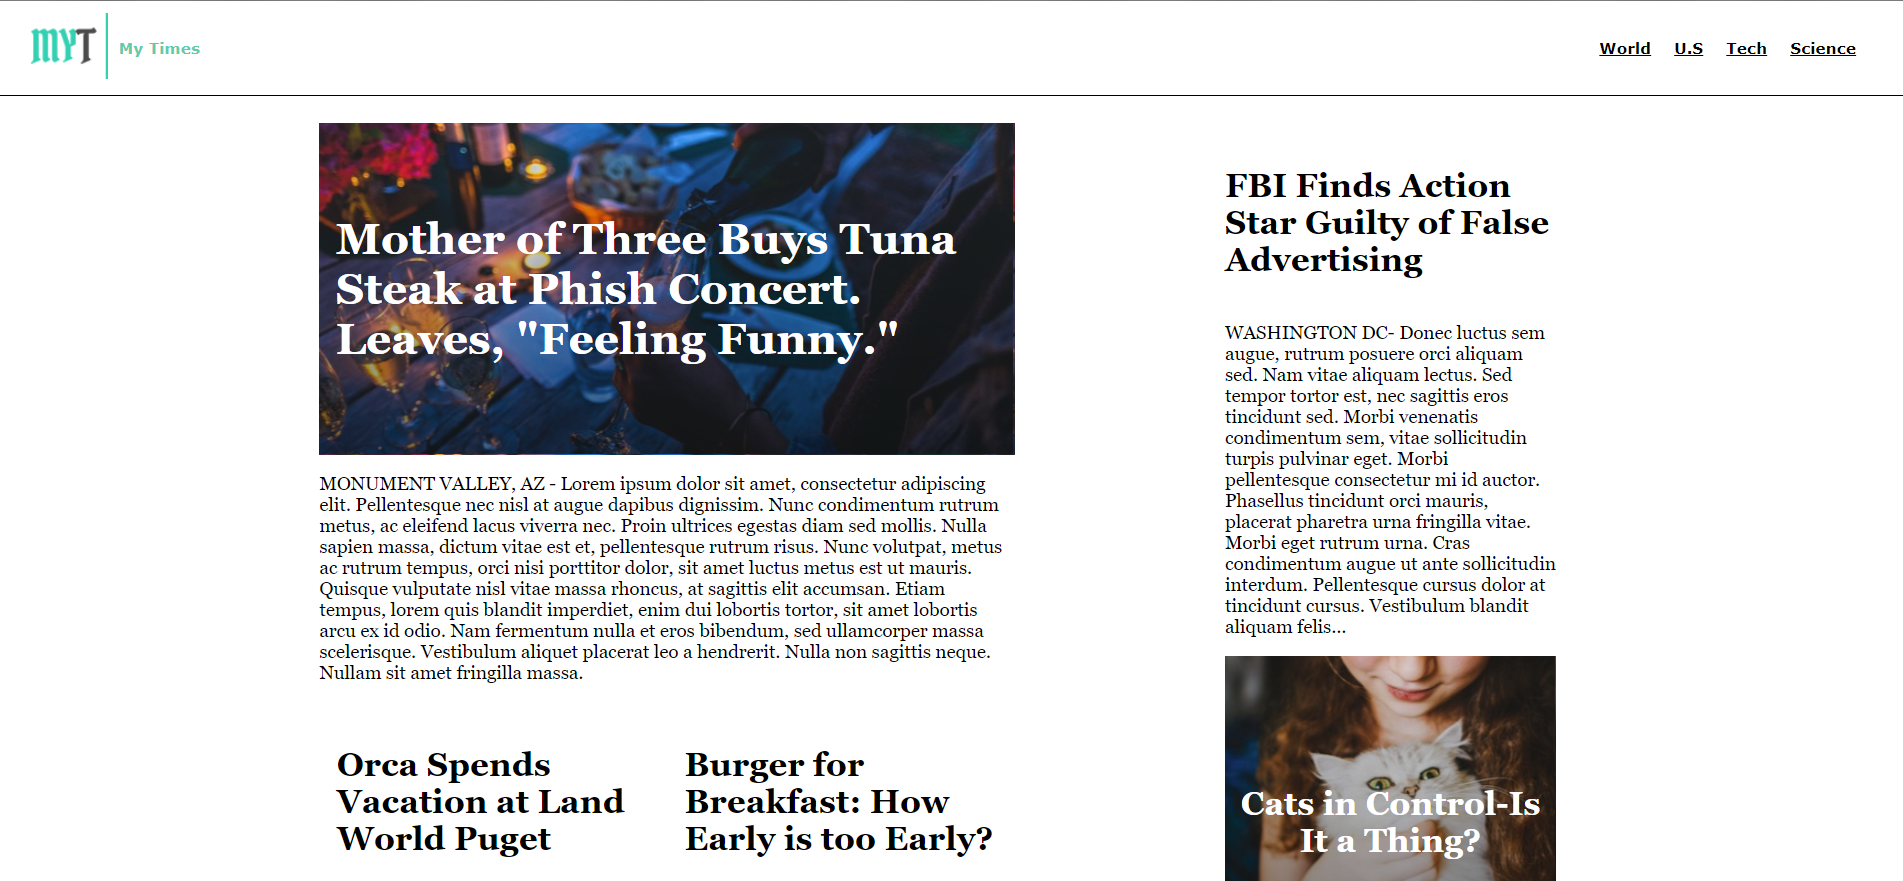 MYT
My Times
World U.S Tech Science
Mother of Three Buys Tuna
Steak at Phish Concert.
Leaves, "Feeling Funny."
MONUMENT VALLEY, AZ - Lorem ipsum dolor sit amet, consectetur adipiscing
elit. Pellentesque nec nisl at augue dapibus dignissim. Nunc condimentum rutrum
metus, ac eleifend lacus viverra nec. Proin ultrices egestas diam sed mollis. Nulla
sapien massa, dictum vitae est et, pellentesque rutrum risus. Nunc volutpat, metus
ac rutrum tempus, orci nisi porttitor dolor, sit amet luctus metus est ut mauris.
Quisque vulputate nisl vitae massa rhoncus, at sagittis elit accumsan. Etiam
tempus, lorem quis blandit imperdiet, enim dui lobortis tortor, sit amet lobortis
arcu ex id odio. Nam fermentum nulla et eros bibendum, sed ullamcorper massa
scelerisque. Vestibulum aliquet placerat leo a hendrerit. Nulla non sagittis neque.
Nullam sit amet fringilla massa.
Orca Spends
Vacation at Land
World Puget
Burger for
Breakfast: How
Early is too Early?
FBI Finds Action
Star Guilty of False
Advertising
WASHINGTON DC- Donec luctus sem
augue, rutrum posuere orci aliquam
sed. Nam vitae aliquam lectus. Sed
tempor tortor est, nec sagittis eros
tincidunt sed. Morbi venenatis
condimentum sem, vitae sollicitudin
turpis pulvinar eget. Morbi
pellentesque consectetur mi id auctor.
Phasellus tincidunt orci mauris,
placerat pharetra urna fringilla vitae.
Morbi eget rutrum urna. Cras
condimentum augue ut ante sollicitudin
interdum. Pellentesque cursus dolor at
tincidunt cursus. Vestibulum blandit
aliquam felis...
Cats in Control-Is
It a Thing?